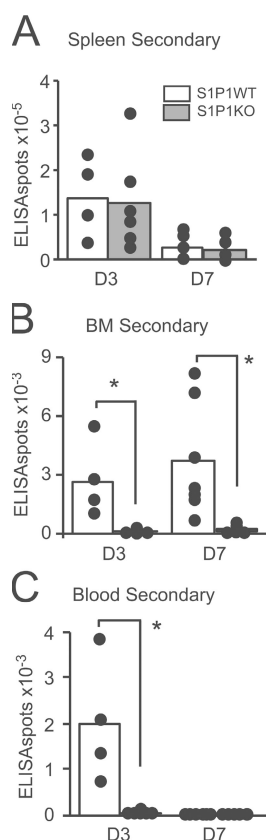 A
Spleen Secondary
S1P1WT
S1P1KO
ELISAspots x10-5
4
3
2
1
0
D3 D7
B
BM Secondary
ELISAspots x10-3
9
6
3
0
*
*
D3 D7
C
Blood Secondary
ELISAspots x10-3
4
3
2
1
0
*
D3 D7